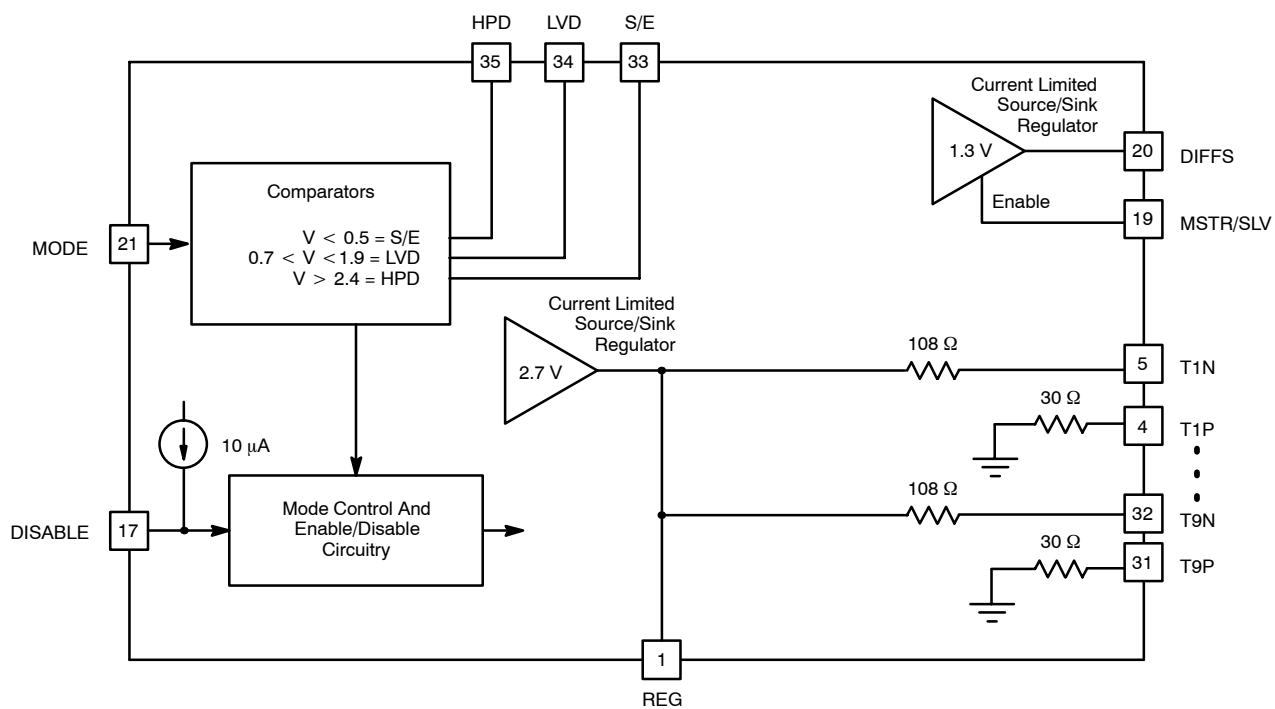 HPD LVD S/E
35 34 33
Current Limited
Source/Sink
Regulator
1.3 V
20
DIFFS
Enable
19
MSTR/SLV
Comparators
V < 0.5 = S/E
0.7 < V <1.9 = LVD
V > 2.4 = HPD
MODE
21
Current Limited
Source/Sink
Regulator
2.7 V
108 Ω
5
T1N
30 Ω
4
T1P
10 μA
Mode Control And
Enable/Disable
Circuitry
DISABLE
17
108 Ω
32
T9N
30 Ω
31
T9P
1
REG